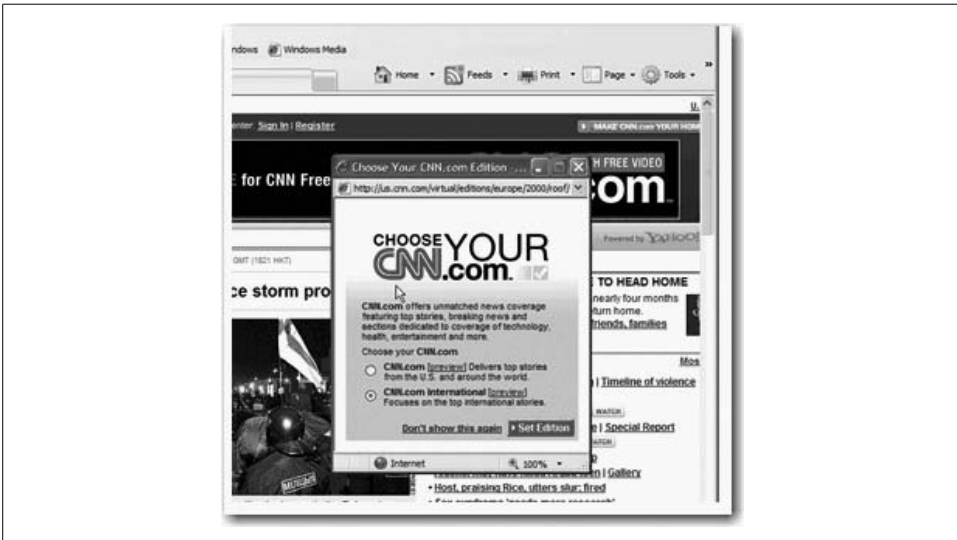 ndows Windows Media
Home Feeds Print Page Tools »
U.
enter Sign In | Register
MAKE CNN.com YOUR HOM
Choose Your CNN.com Edition - ...
H FREE VIDEO
E for CNN Free
.com
http://us.cnn.com/virtual/editions/europe/2000/roof/
CHOOSE YOUR
CNN.com
Powered by YAHOO!
GMT (1821 HKT)
ce storm pro
CNN.com offers unmatched news coverage
featuring top stories, breaking news and
sections dedicated to coverage of technology,
health, entertainment and more.
Choose your CNN.com
CNN.com [preview] Delivers top stories
from the U.S. and around the world.
CNN.com International [preview]
Focuses on the top international stories.
Don't show this again Set Edition
Internet 100%
TO HEAD HOME
nearly four months
turn home.
friends, families
Mos
| Timeline of violence
WATCH
e | Special Report
WATCH
| Gallery
• Host, praising Rice, utters slur; fired